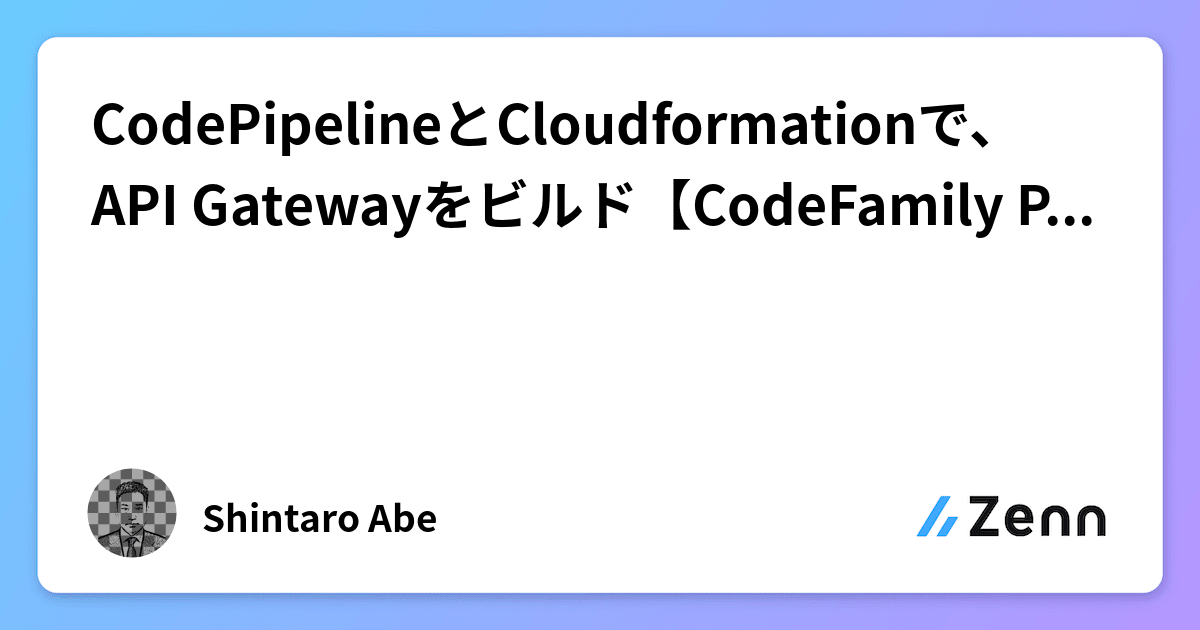 CodePipelineとCloudformationで、
API Gatewayをビルド【CodeFamily P...
Shintaro Abe
Zenn